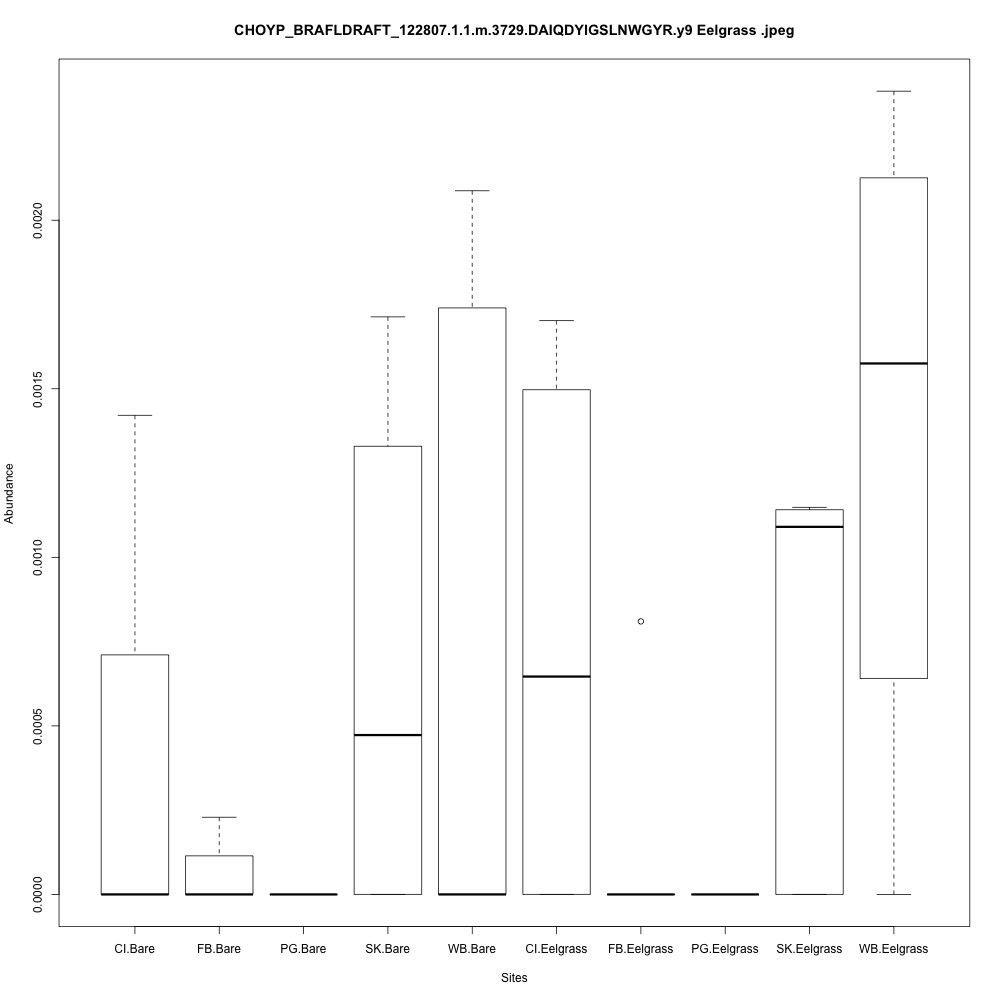 CHOYP_BRAFLDRAFT_122807.1.1.m.3729.DAIQDYIGSLNWGYR.y9 Eelgrass .jpeg
Abundance
0.0020
0.0015
0.0010
0.0005
0.0000
CI.Bare FB.Bare PG.Bare SK.Bare WB.Bare CI.Eelgrass FB.Eelgrass PG.Eelgrass SK.Eelgrass WB.Eelgrass
Sites